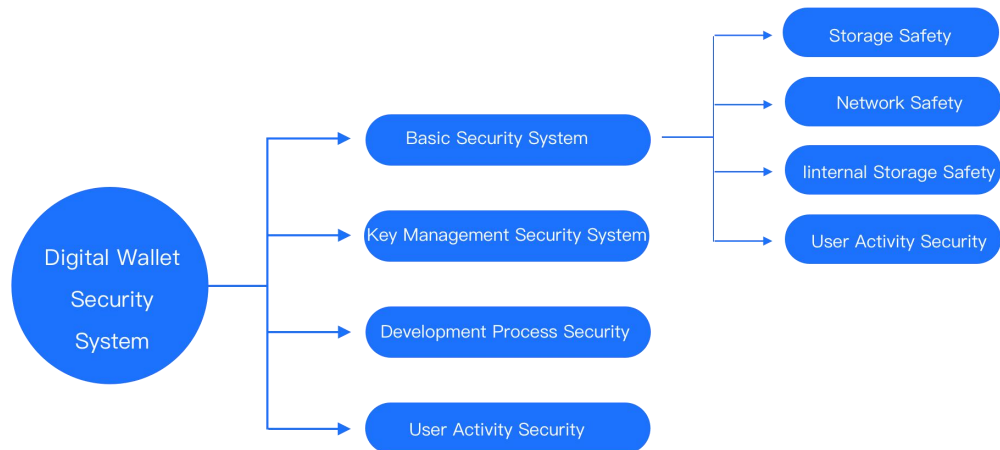 Digital Wallet
Security
System
Basic Security System
Key Management Security System
Development Process Security
User Activity Security
Storage Safety
Network Safety
Iinternal Storage Safety
User Activity Security